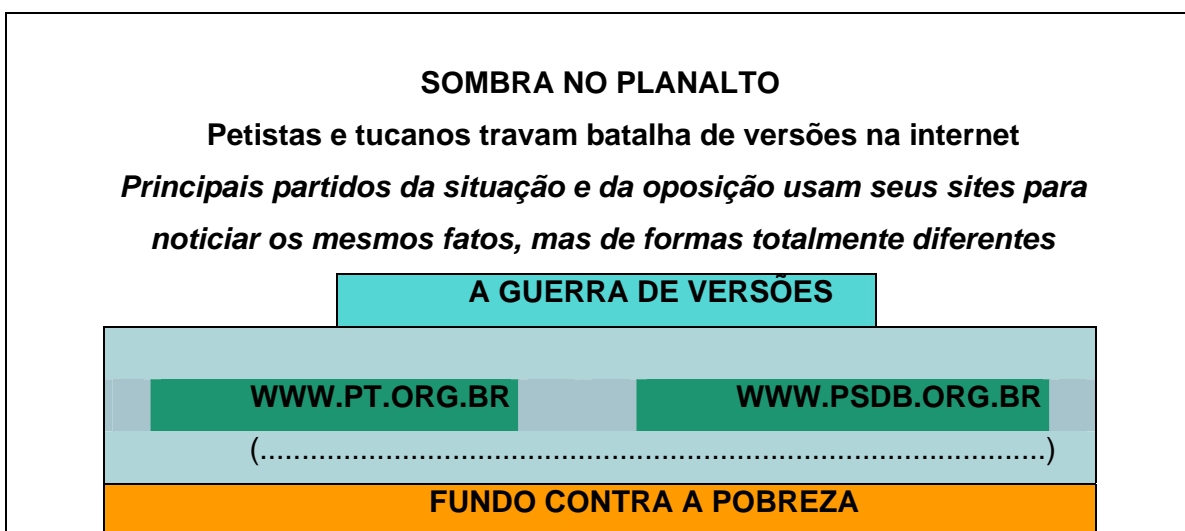 SOMBRA NO PLANALTO
Petistas e tucanos travam batalha de versões na internet
Principais partidos da situação e da oposição usam seus sites para
noticiar os mesmos fatos, mas de formas totalmente diferentes
A GUERRA DE VERSÕES
WWW.PT.ORG.BR WWW.PSDB.ORG.BR
(..............................................................................................)
FUNDO CONTRA A POBREZA